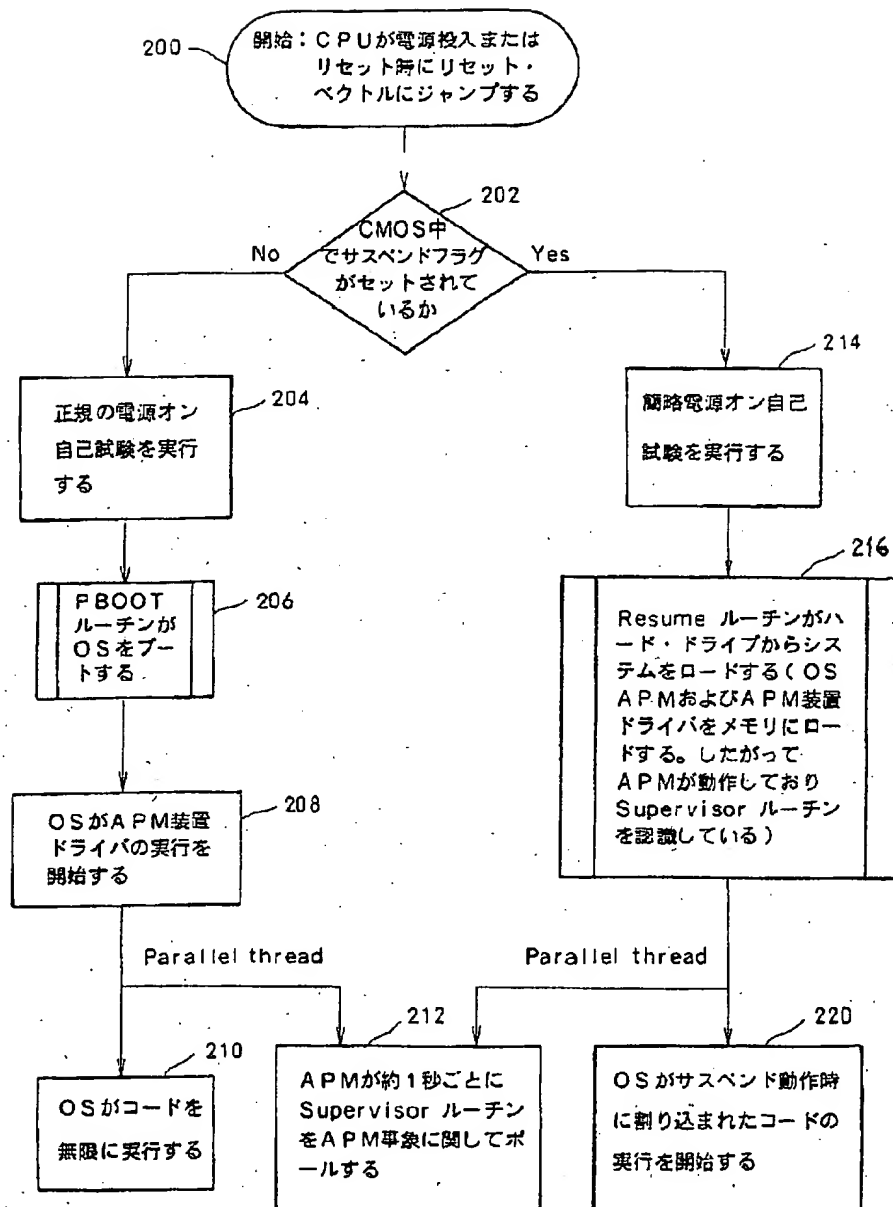 200
開始：CPUが電源投入または
リセット時にリセット・
ベクトルにジャンプする
202
CMOS中
でサスペンドフラグ
がセットされて
いるか
No
Yes
204
正規の電源オン
自己試験を実行
する
214
簡略電源オン自己
試験を実行する
206
PBOOT
ルーチンが
OSをブー
トする
216
Resume ルーチンがハ
ード・ドライブからシス
テムをロードする(OS
APMおよびAPM装置
ドライバをメモリにロー
ドする。したがって
APMが動作しており
Supervisor ルーチン
を認識している)
208
OSがAPM装置
ドライバの実行を
開始する
Parallel thread
Parallel thread
210
OSがコードを
無限に実行する
212
APMが約1秒ごとに
Supervisor ルーチン
をAPM事象に関してポ
ールする
220
OSがサスペンド動作時
に割り込まれたコードの
実行を開始する